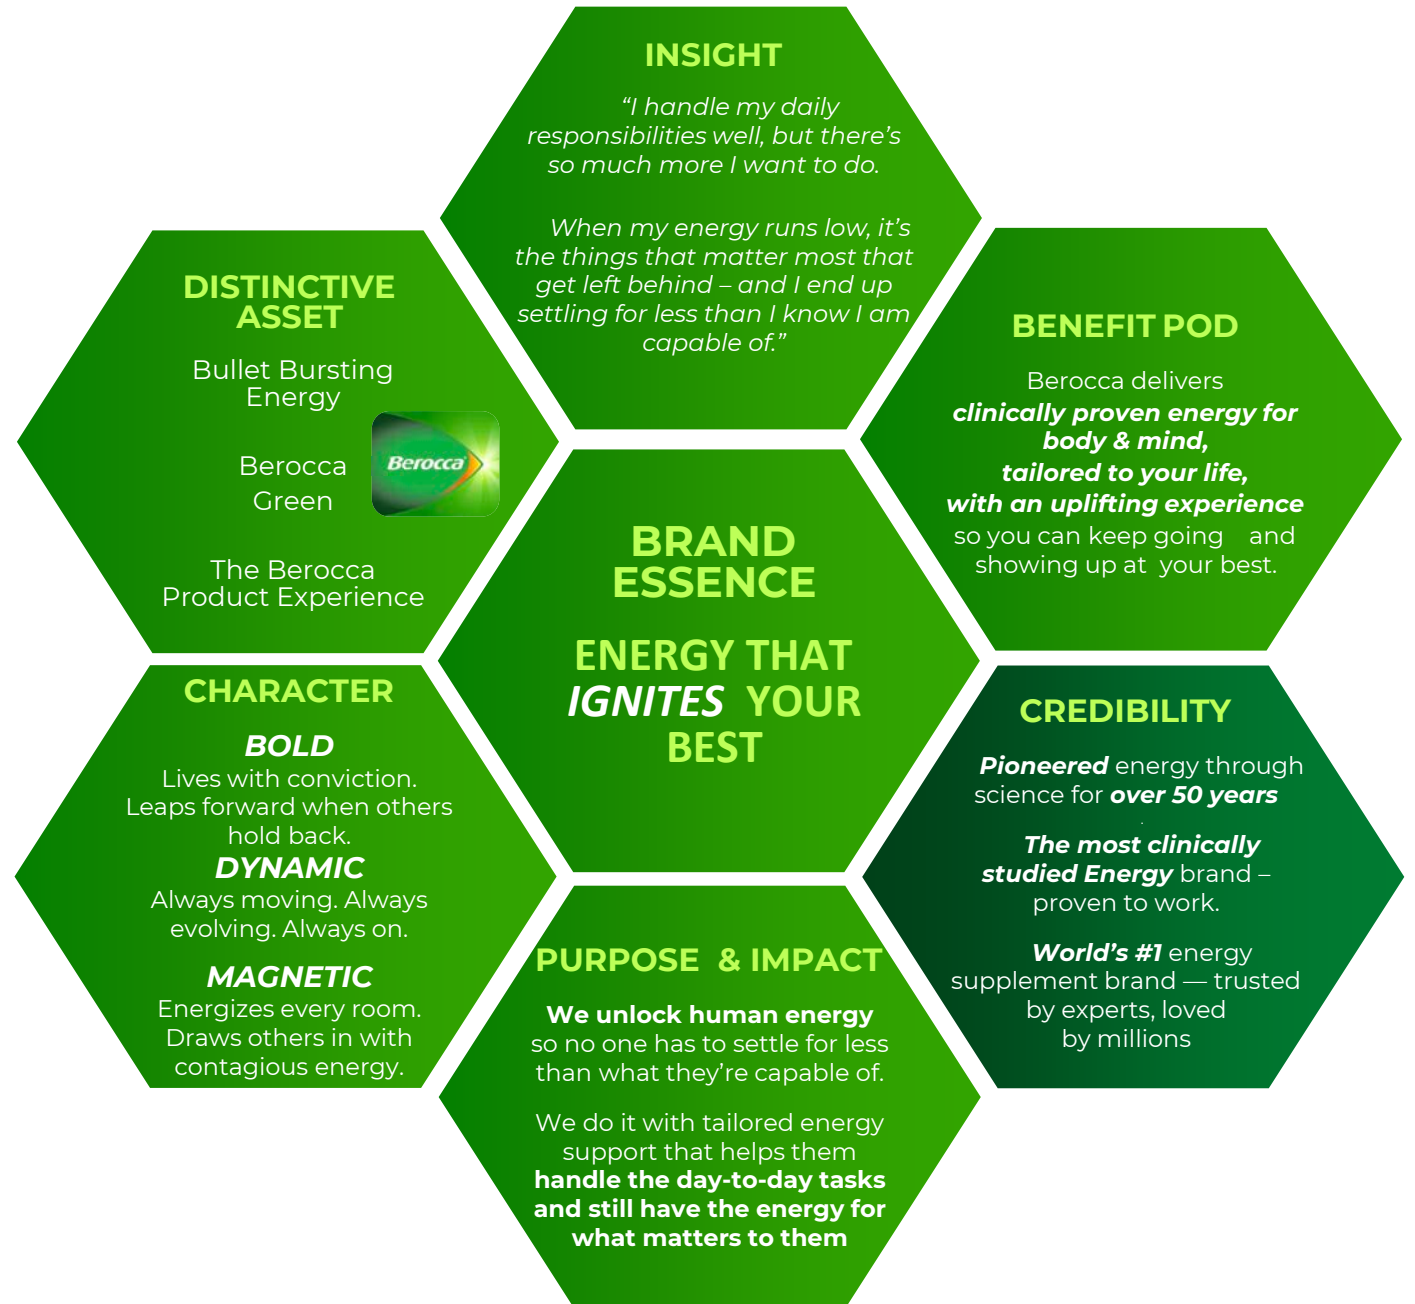 INSIGHT
“I handle my daily
responsibilities well, but there’s
so much more I want to do.
When my energy runs low, it’s
the things that matter most that
get left behind – and I end up
settling for less than I know I am
capable of.”
DISTINCTIVE
ASSET
Bullet Bursting
Energy
Berocca
Green
Berocca
The Berocca
Product Experience
BENEFIT POD
Berocca delivers
clinically proven energy for
body & mind,
tailored to your life,
with an uplifting experience
so you can keep going and
showing up at your best.
BRAND
ESSENCE
ENERGY THAT
IGNITES YOUR
BEST
CHARACTER
BOLD
Lives with conviction.
Leaps forward when others
hold back.
DYNAMIC
Always moving. Always
evolving. Always on.
MAGNETIC
Energizes every room.
Draws others in with
contagious energy.
CREDIBILITY
Pioneered energy through
science for over 50 years
.
The most clinically
studied Energy brand –
proven to work.
World’s #1 energy
supplement brand — trusted
by experts, loved
by millions
PURPOSE & IMPACT
We unlock human energy
so no one has to settle for less
than what they’re capable of.
We do it with tailored energy
support that helps them
handle the day-to-day tasks
and still have the energy for
what matters to them